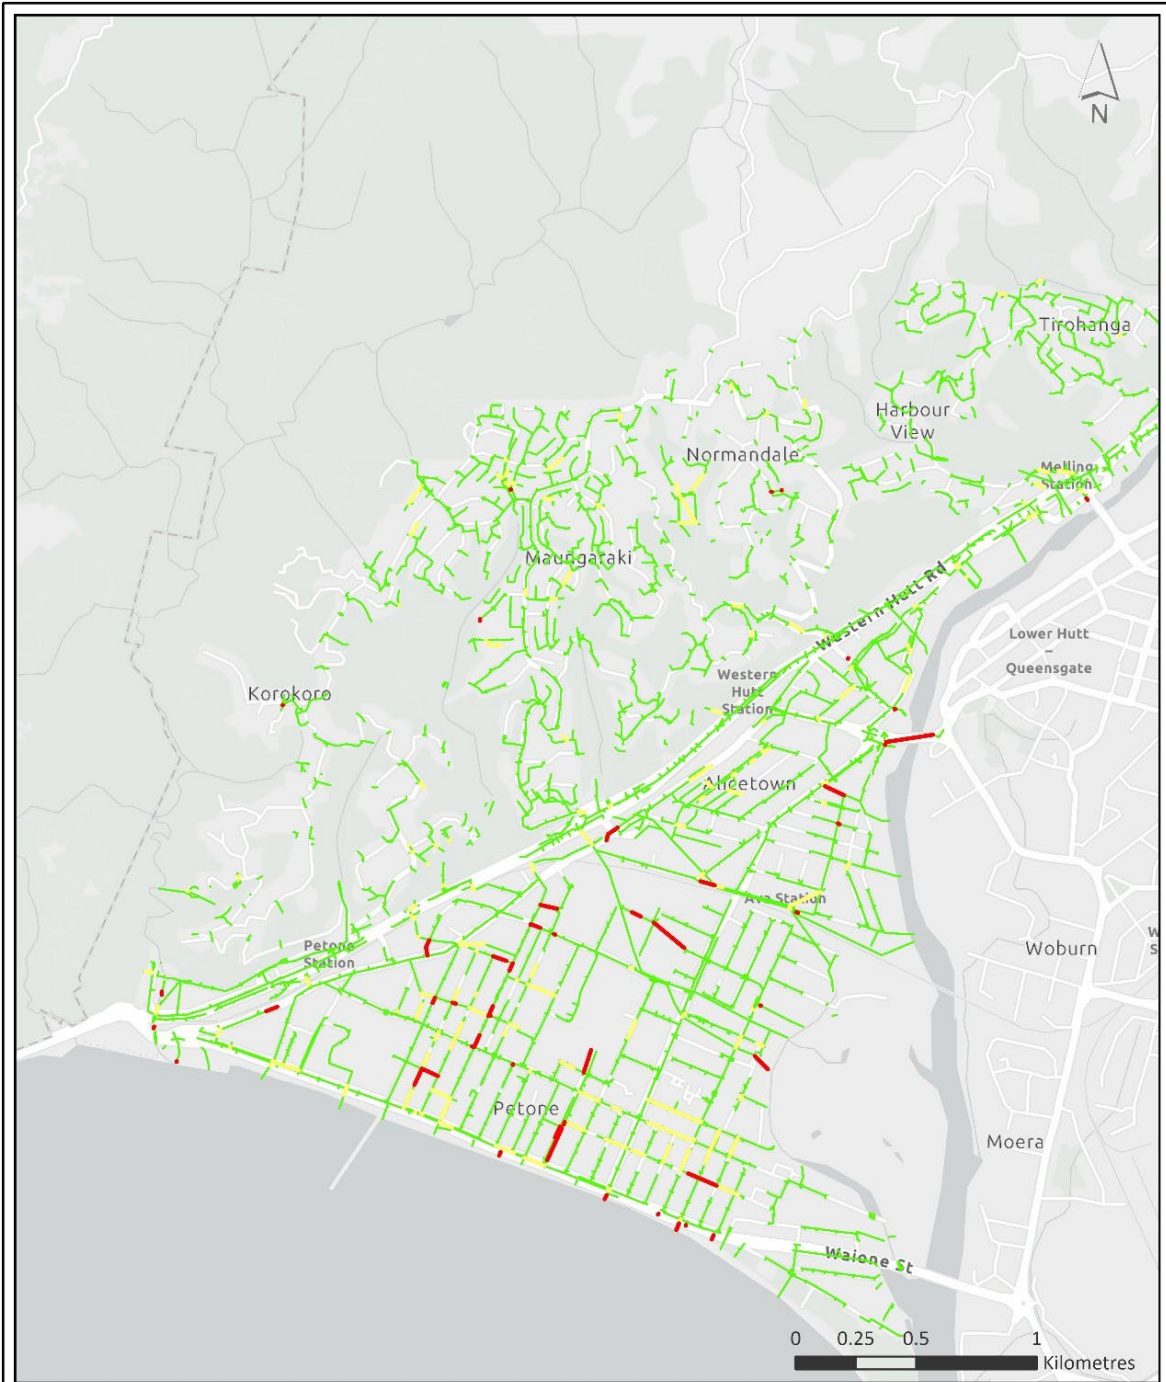 N
Tirohanga
Harbour
View
Normandale
Melling
Station
Maungaraki
Western Hutt Rd
Lower Hutt
–
Queensgate
Western
Hutt
Station
Korokoro
Alicetown
Ava Station
Petone
Station
Woburn
W
S
Petone
Moera
Waione St
0 0.25 0.5 1
Kilometres